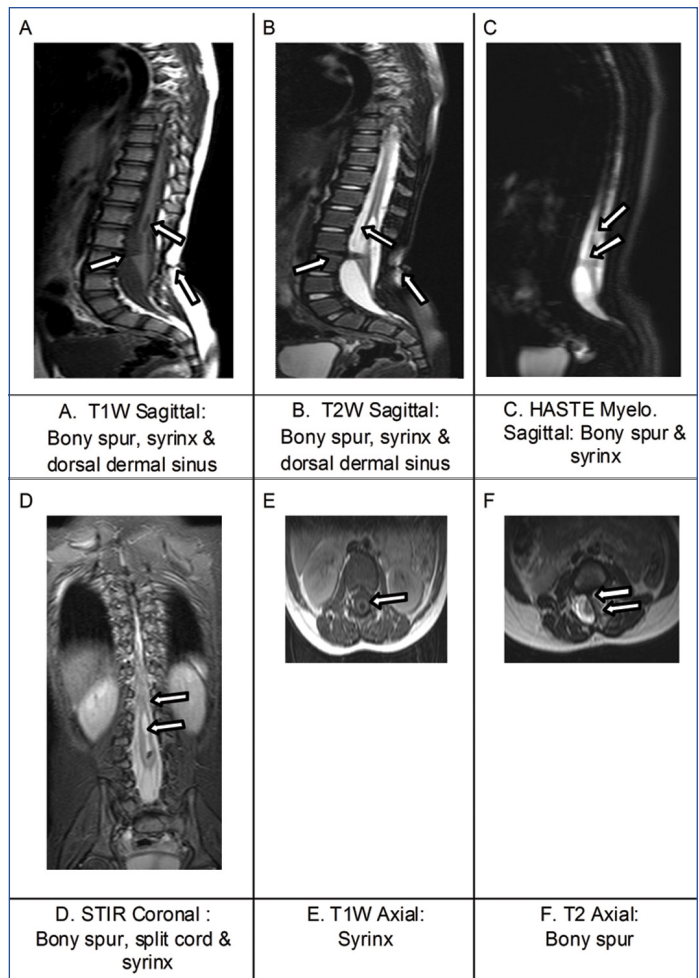 A
B
C
A. T1W Sagittal:
Bony spur, syrinx &
dorsal dermal sinus
B. T2W Sagittal:
Bony spur, syrinx &
dorsal dermal sinus
C. HASTE Myelo.
Sagittal: Bony spur &
syrinx
D
E
F
D. STIR Coronal :
Bony spur, split cord &
syrinx
E. T1W Axial:
Syrinx
F. T2 Axial:
Bony spur